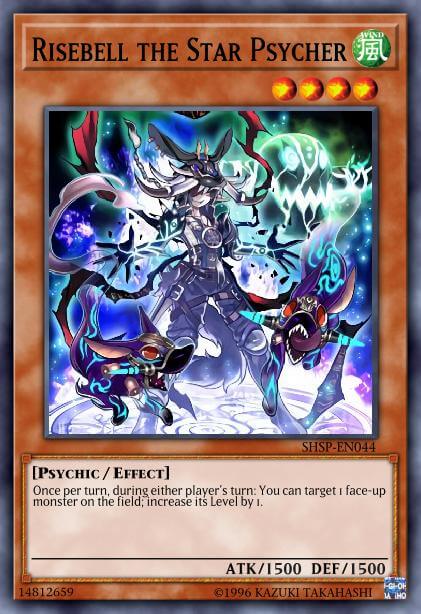 Risebell the Star Psycher
WIND
風
SHSP-EN044
[Psychic / Effect]
Once per turn, during either player's turn: You can target 1 face-up
monster on the field; increase its Level by 1.
ATK/1500 DEF/1500
14812659
©1996 KAZUKI TAKAHASHI